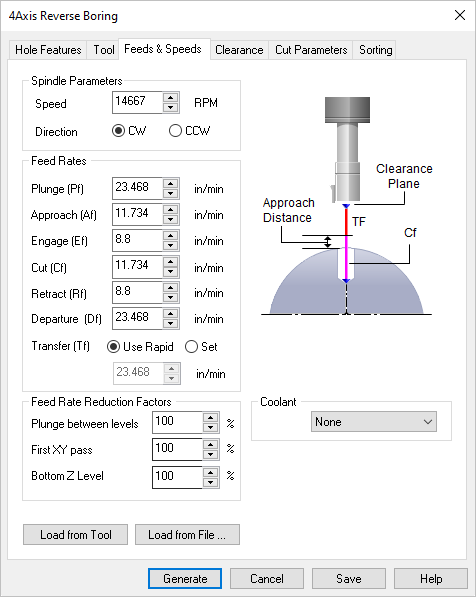 4Axis Reverse Boring
Hole Features Tool Feeds & Speeds Clearance Cut Parameters Sorting
Spindle Parameters
Speed 14667 RPM
Direction CW CCW
Feed Rates
Plunge (Pf) 23.468 in/min
Approach (Af) 11.734 in/min
Engage (Ef) 8.8 in/min
Cut (Cf) 11.734 in/min
Retract (Rf) 8.8 in/min
Departure (Df) 23.468 in/min
Transfer (Tf) Use Rapid Set
23.468 in/min
Clearance
Plane
Approach
Distance
TF
Cf
Feed Rate Reduction Factors
Plunge between levels 100 %
First XY pass 100 %
Bottom Z Level 100 %
Coolant
None
Load from Tool Load from File ...
Generate Cancel Save Help